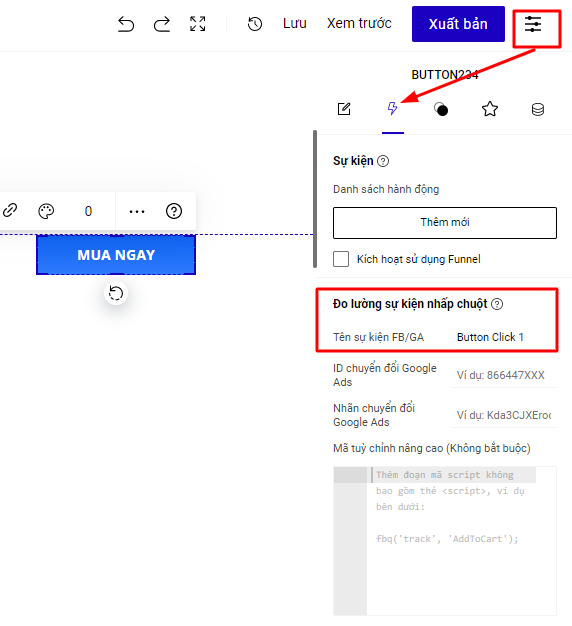 Lưu
Xem trước
Xuất bản
BUTTON234
Sự kiện
Danh sách hành động
Thêm mới
0
MUA NGAY
Kích hoạt sử dụng Funnel
Đo lường sự kiện nhấp chuột
Tên sự kiện FB/GA Button Click 1
ID chuyển đổi Google
Ads
Ví dụ: 866447XXX
Nhãn chuyển đổi
Google Ads
Ví dụ: Kda3CJXEroc
Mã tuỳ chỉnh nâng cao (Không bắt buộc)
Thêm đoạn mã script không
bao gồm thẻ <script>, ví dụ
bên dưới:
fbq('track', 'AddToCart');